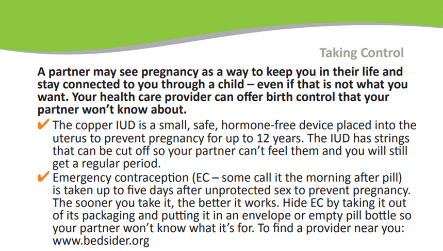 Taking Control
A partner may see pregnancy as a way to keep you in their life and
stay connected to you through a child – even if that is not what you
want. Your health care provider can offer birth control that your
partner won't know about.
✔ The copper IUD is a small, safe, hormone-free device placed into the
uterus to prevent pregnancy for up to 12 years. The IUD has strings
that can be cut off so your partner can't feel them and you will still
get a regular period.
✔ Emergency contraception (EC – some call it the morning after pill)
is taken up to five days after unprotected sex to prevent pregnancy.
The sooner you take it, the better it works. Hide EC by taking it out
of its packaging and putting it in an envelope or empty pill bottle so
your partner won't know what it's for. To find a provider near you:
www.bedsider.org